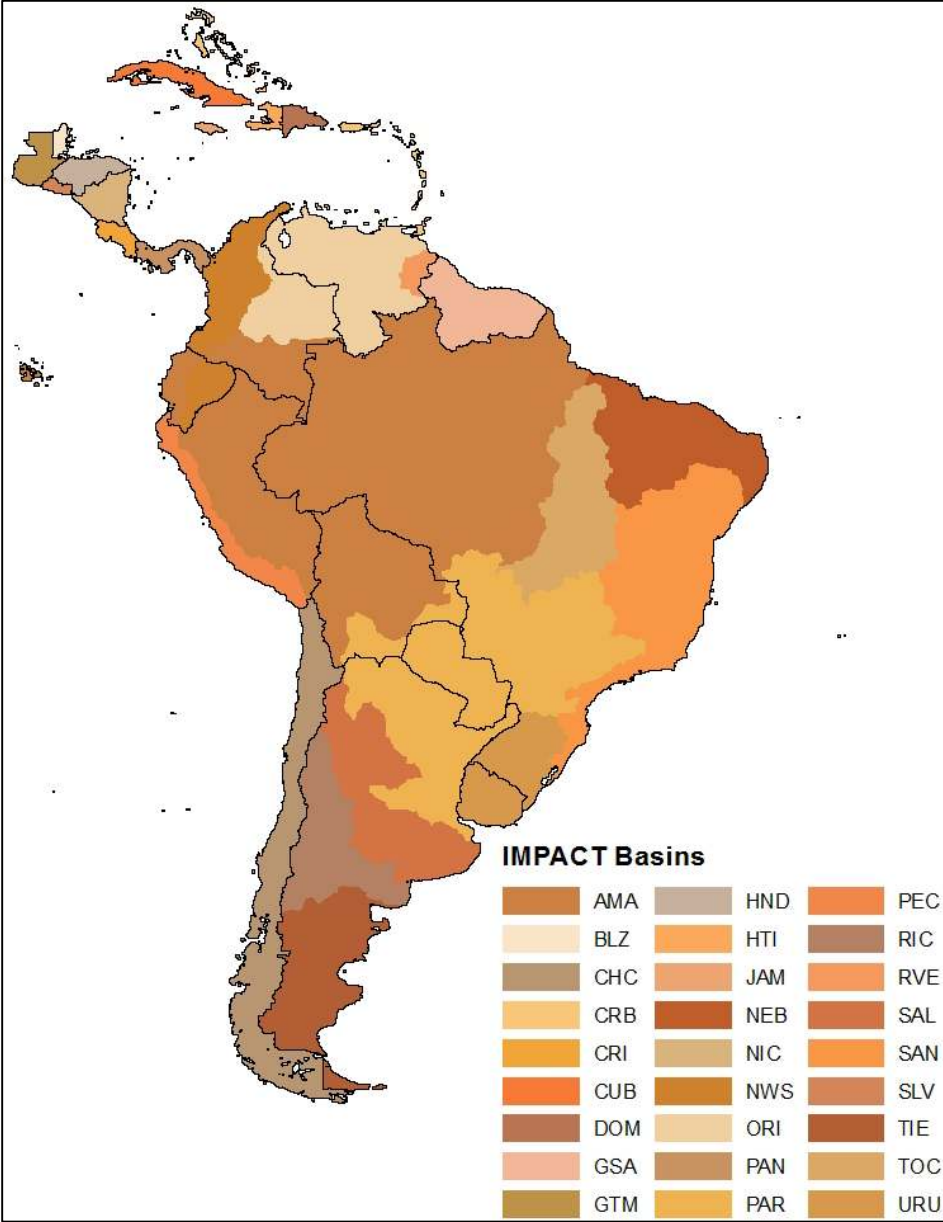 IMPACT Basins
AMA HND PEC
BLZ HTI RIC
CHC JAM RVE
CRB NEB SAL
CRI NIC SAN
CUB NWS SLV
DOM ORI TIE
GSA PAN TOC
GTM PAR URU